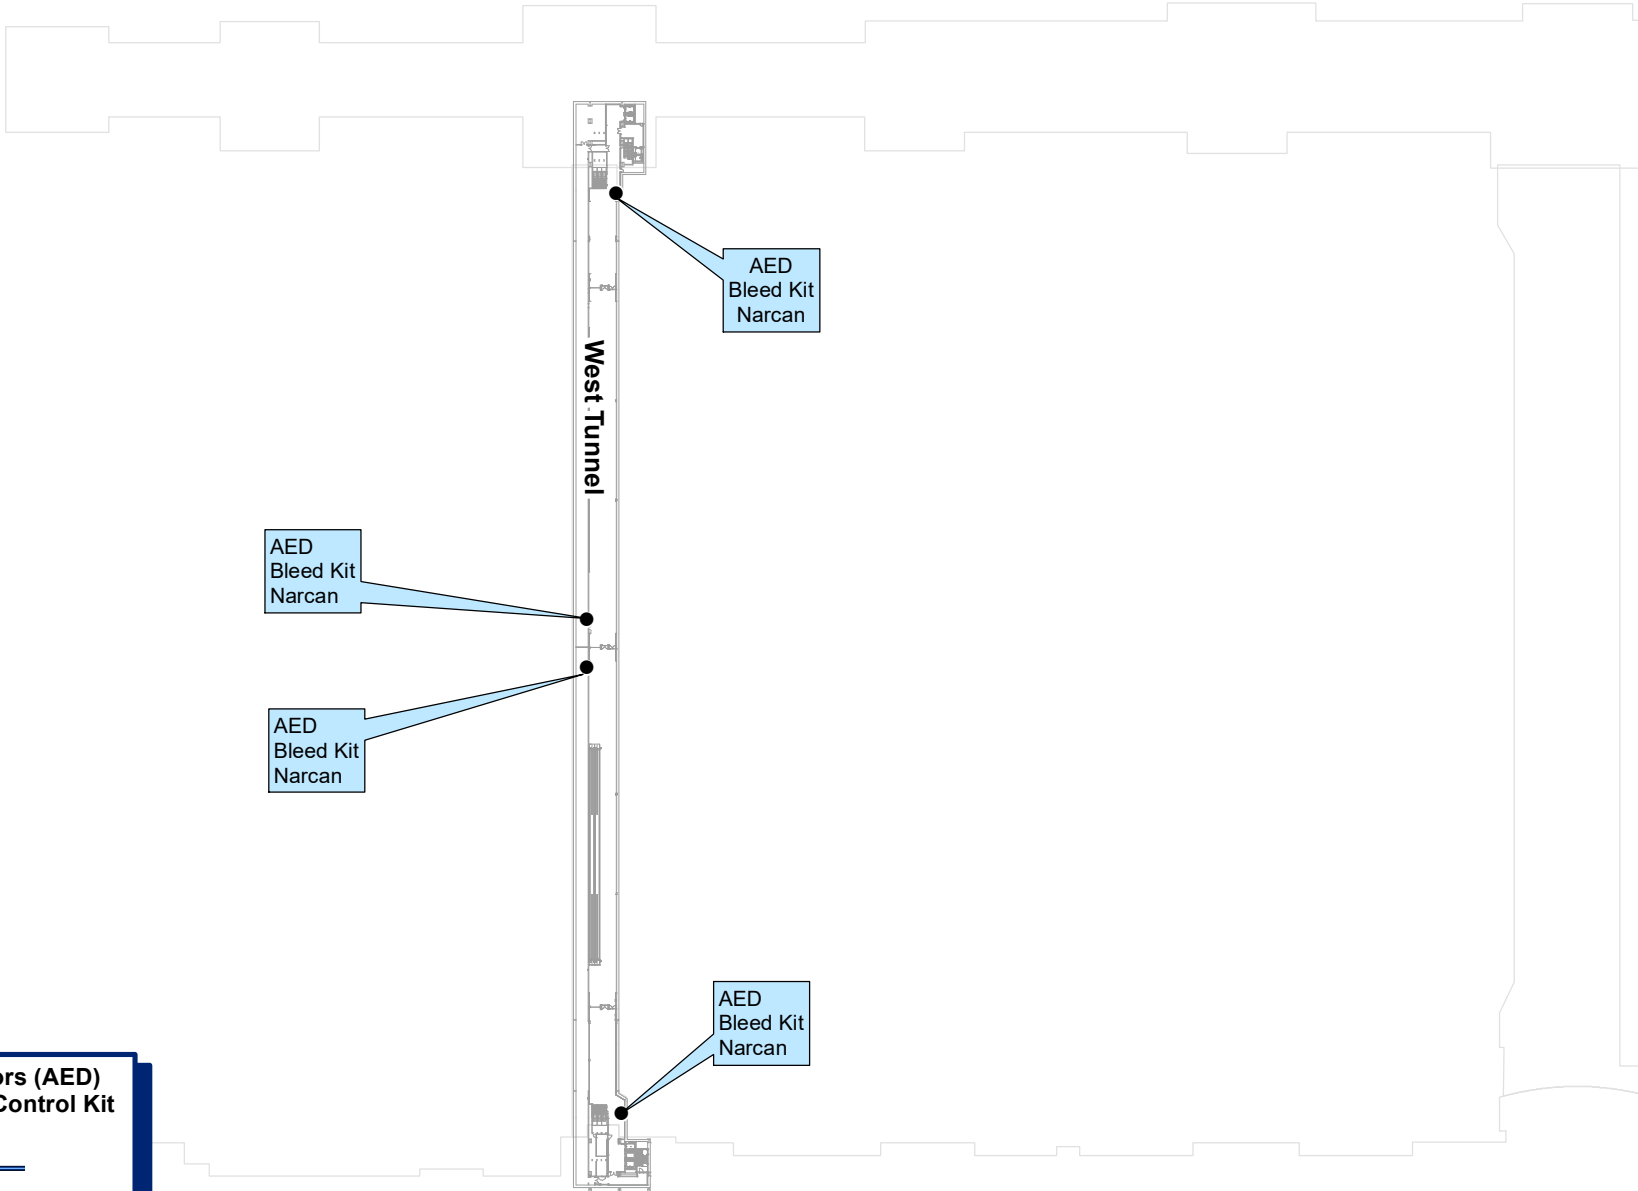 AED
Bleed Kit
Narcan
West Tunnel
AED
Bleed Kit
Narcan
AED
Bleed Kit
Narcan
AED
Bleed Kit
Narcan
(AED)
Control Kit